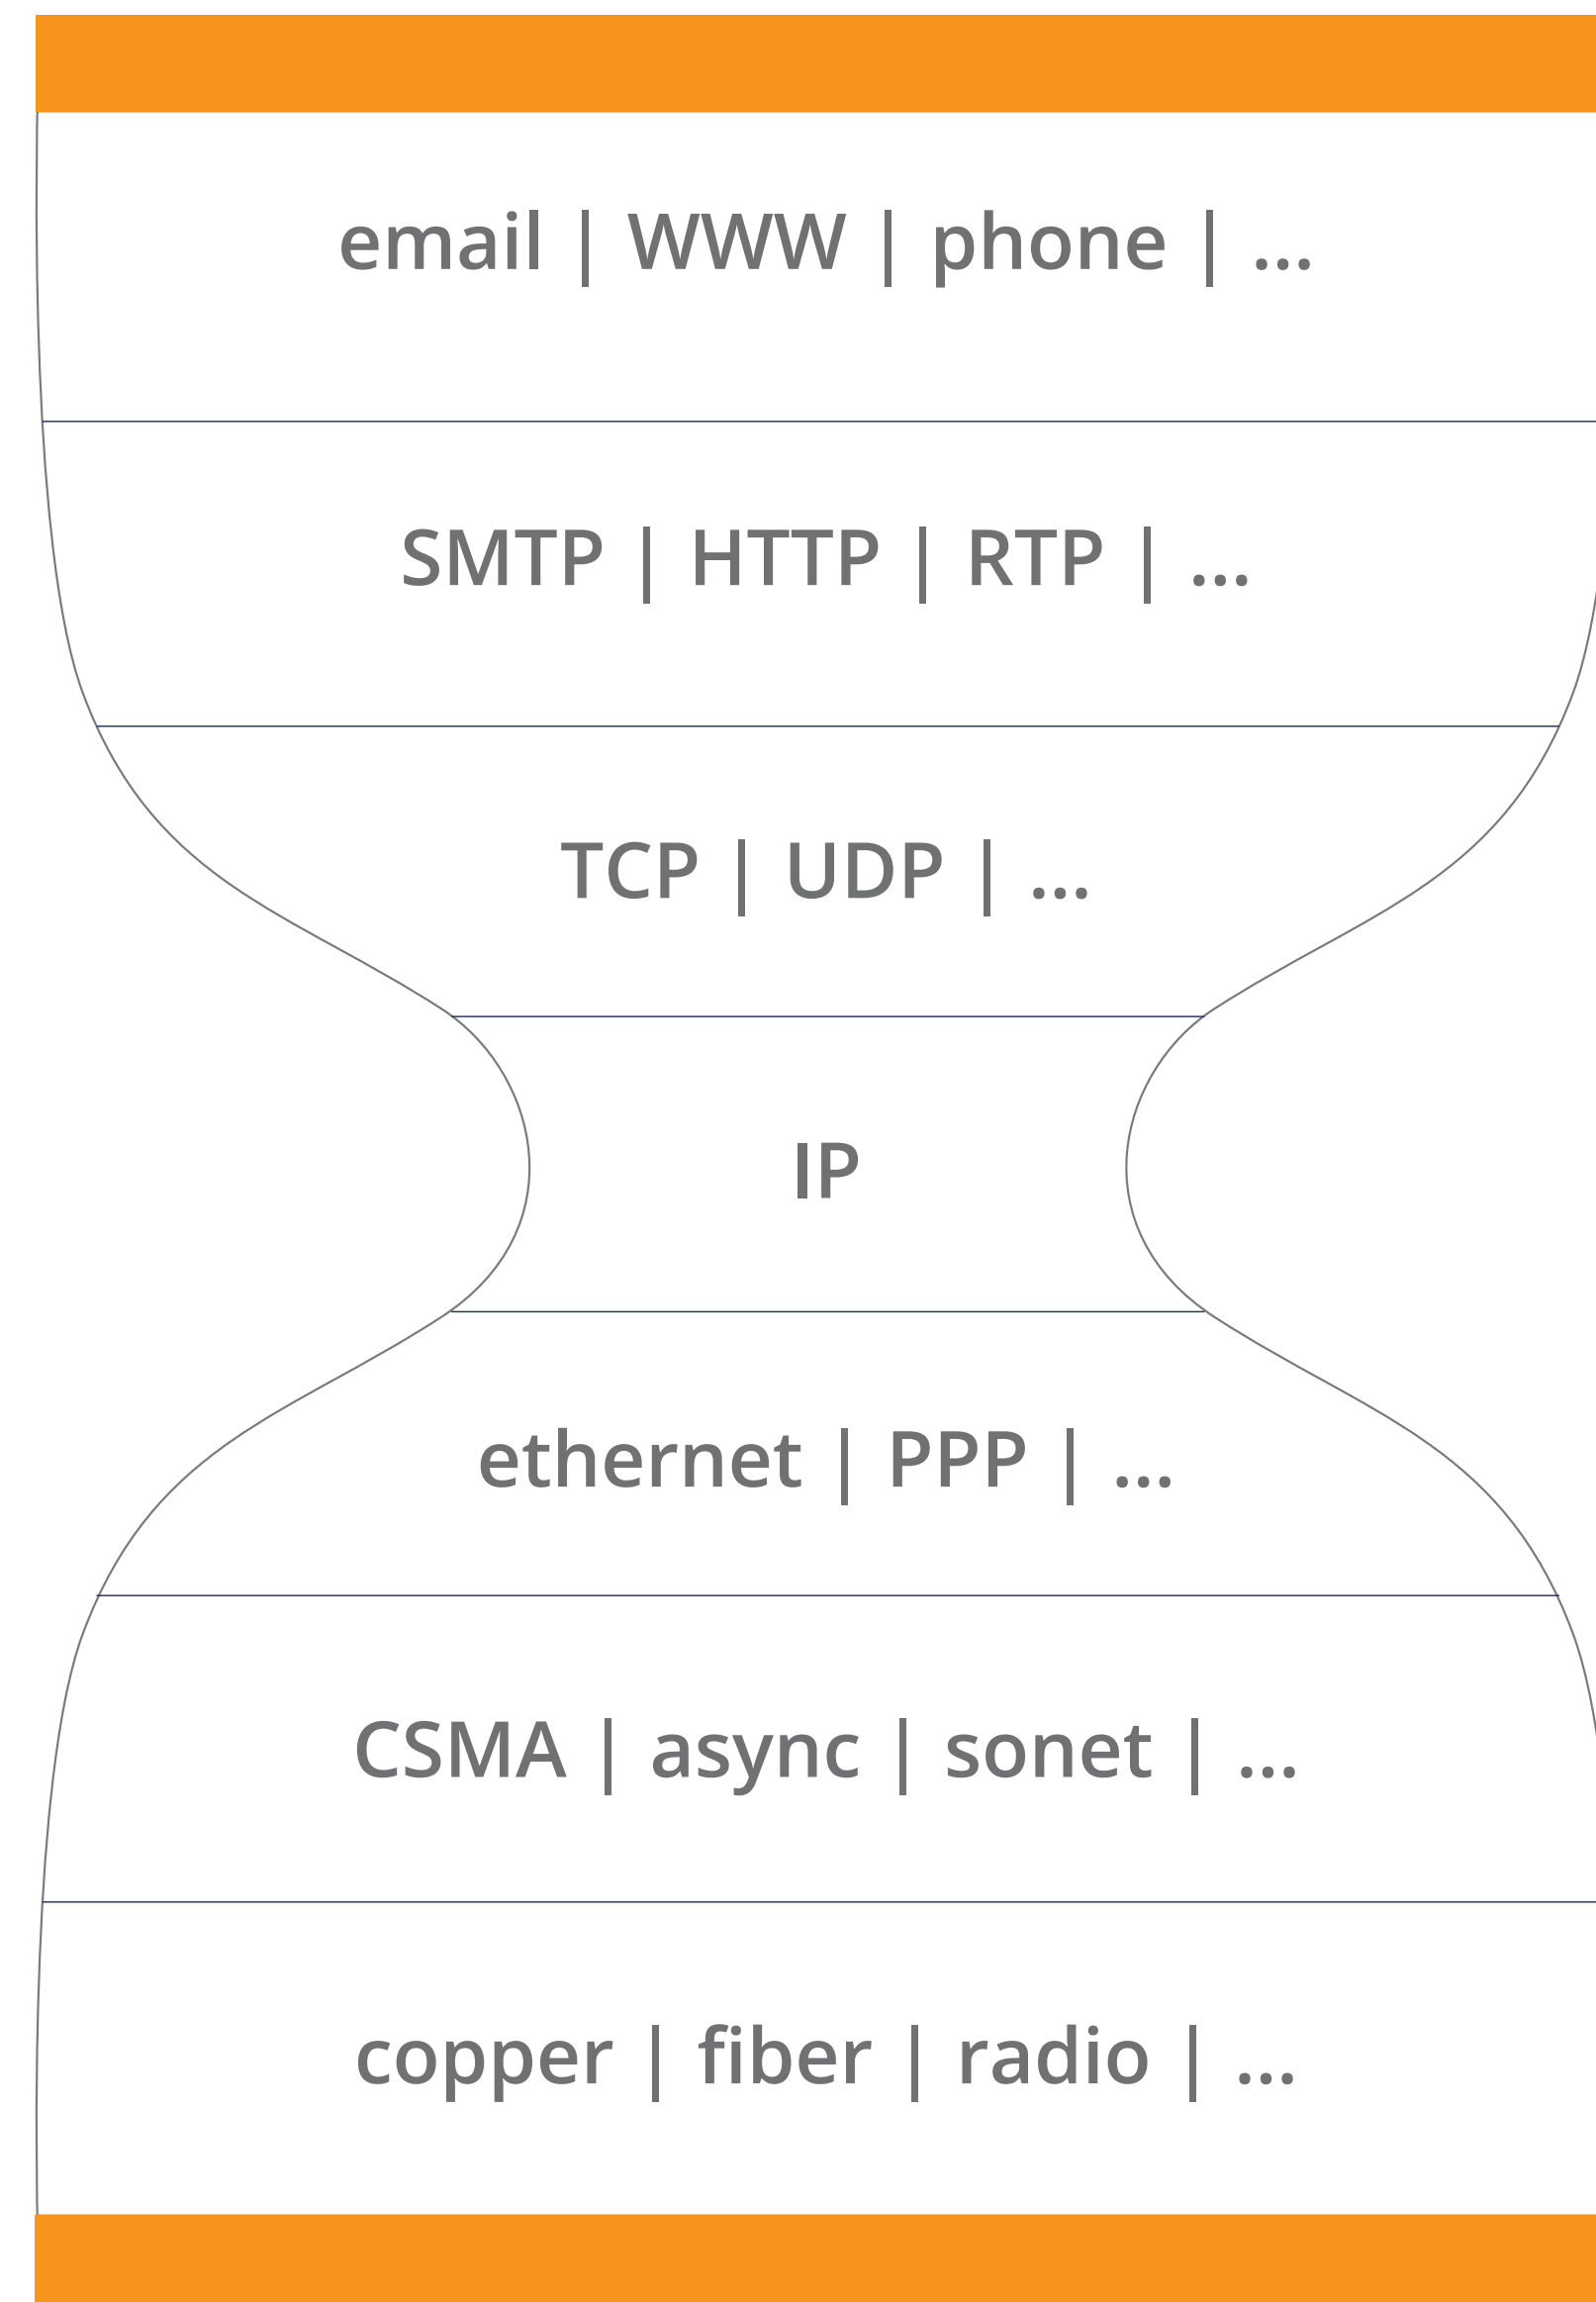 email | WWW | phone | ...
SMTP | HTTP | RTP | ...
TCP | UDP | ...
IP
ethernet | PPP | ...
CSMA | async | sonet | ...
copper | fiber | radio | ...